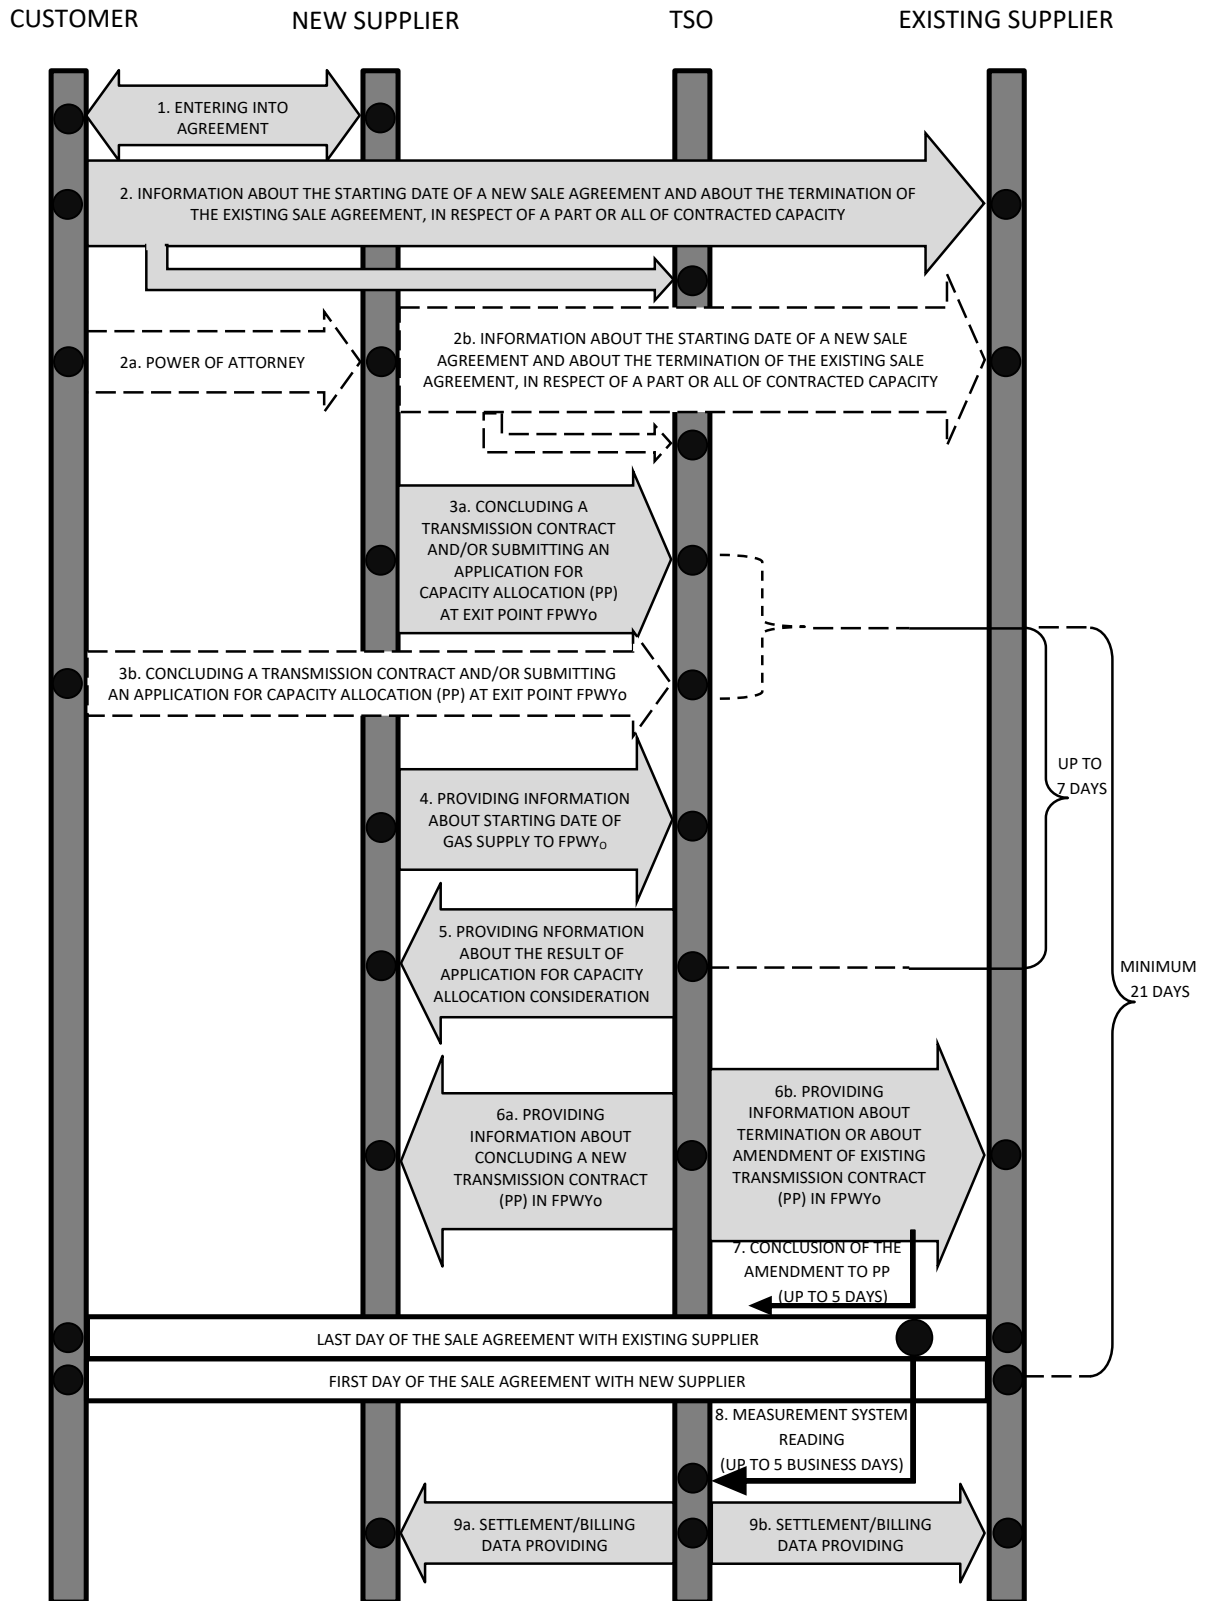 CUSTOMER NEW SUPPLIER TSO EXISTING SUPPLIER
1. ENTERING INTO
AGREEMENT
2. INFORMATION ABOUT THE STARTING DATE OF A NEW SALE AGREEMENT AND ABOUT THE TERMINATION OF
THE EXISTING SALE AGREEMENT, IN RESPECT OF A PART OR ALL OF CONTRACTED CAPACITY
2a. POWER OF ATTORNEY
2b. INFORMATION ABOUT THE STARTING DATE OF A NEW SALE
AGREEMENT AND ABOUT THE TERMINATION OF THE EXISTING SALE
AGREEMENT, IN RESPECT OF A PART OR ALL OF CONTRACTED CAPACITY
3a. CONCLUDING A
TRANSMISSION CONTRACT
AND/OR SUBMITTING AN
APPLICATION FOR
CAPACITY ALLOCATION (PP)
AT EXIT POINT FPWYo
3b. CONCLUDING A TRANSMISSION CONTRACT AND/OR SUBMITTING
AN APPLICATION FOR CAPACITY ALLOCATION (PP) AT EXIT POINT FPWYo
UP TO
7 DAYS
4. PROVIDING INFORMATION
ABOUT STARTING DATE OF
GAS SUPPLY TO FPWYO
5. PROVIDING NFORMATION
ABOUT THE RESULT OF
APPLICATION FOR CAPACITY
ALLOCATION CONSIDERATION
MINIMUM
21 DAYS
6a. PROVIDING
INFORMATION ABOUT
CONCLUDING A NEW
TRANSMISSION CONTRACT
(PP) IN FPWYo
6b. PROVIDING
INFORMATION ABOUT
TERMINATION OR ABOUT
AMENDMENT OF EXISTING
TRANSMISSION CONTRACT
(PP) IN FPWYo
7. CONCLUSION OF THE
AMENDMENT TO PP
(UP TO 5 DAYS)
LAST DAY OF THE SALE AGREEMENT WITH EXISTING SUPPLIER
FIRST DAY OF THE SALE AGREEMENT WITH NEW SUPPLIER
8. MEASUREMENT SYSTEM
READING
(UP TO 5 BUSINESS DAYS)
9a. SETTLEMENT/BILLING
DATA PROVIDING
9b. SETTLEMENT/BILLING
DATA PROVIDING